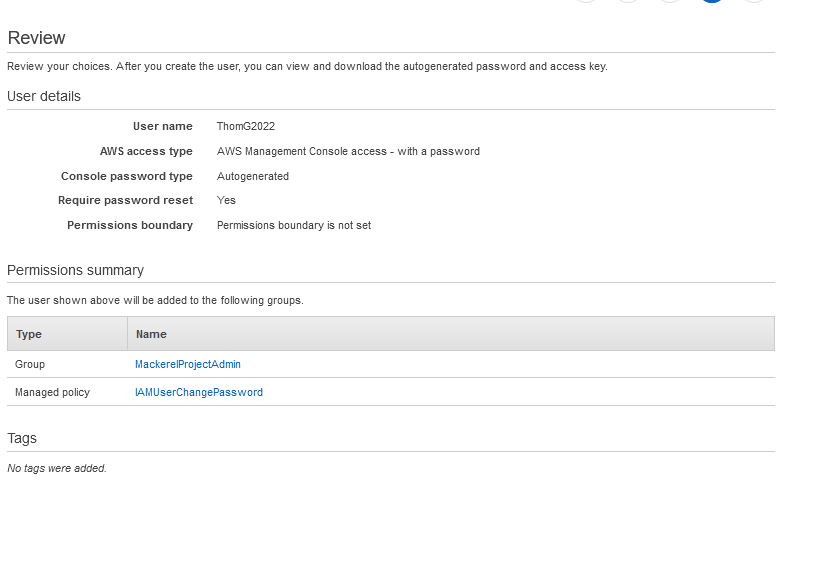 Review
Review your choices. After you create the user, you can view and download the autogenerated password and access key.
User details
User name ThomG2022
AWS access type AWS Management Console access - with a password
Console password type Autogenerated
Require password reset Yes
Permissions boundary Permissions boundary is not set
Permissions summary
The user shown above will be added to the following groups.
Type Name
Group MackerelProjectAdmin
Managed policy IAMUserChangePassword
Tags
No tags were added.